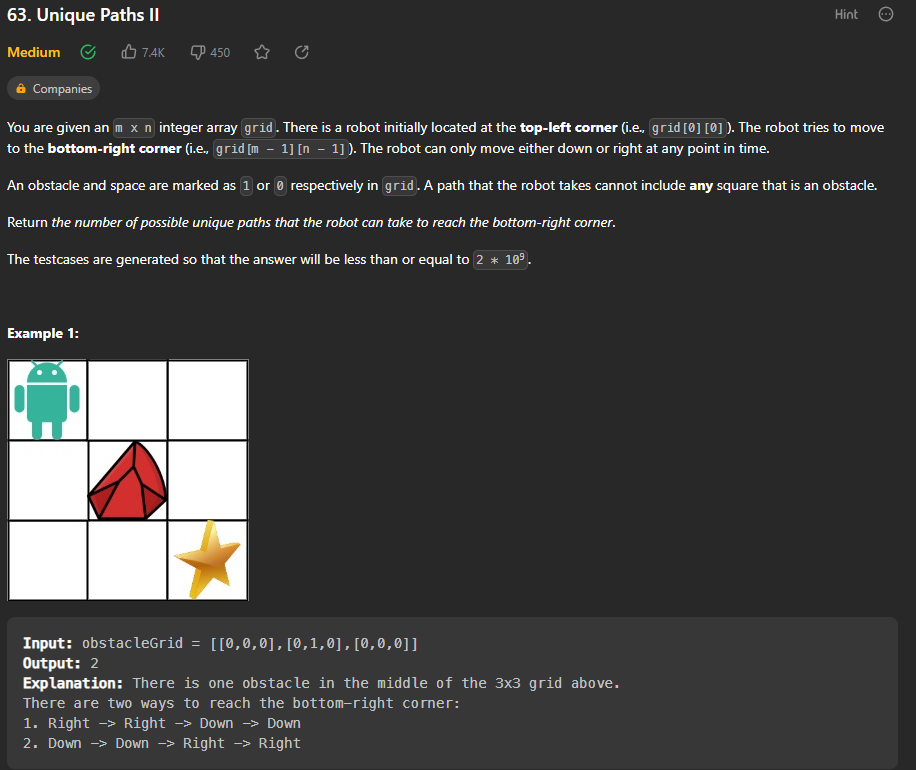 63. Unique Paths II
Hint
Medium
7.4K
450
Companies
You are given an m x n integer array grid. There is a robot initially located at the top-left corner (i.e., grid[0][0]). The robot tries to move
to the bottom-right corner (i.e., grid[m - 1][n - 1]). The robot can only move either down or right at any point in time.
An obstacle and space are marked as 1 or 0 respectively in grid. A path that the robot takes cannot include any square that is an obstacle.
Return the number of possible unique paths that the robot can take to reach the bottom-right corner.
The testcases are generated so that the answer will be less than or equal to 2 * 10⁹.
Example 1:
Input: obstacleGrid = [[0,0,0],[0,1,0],[0,0,0]]
Output: 2
Explanation: There is one obstacle in the middle of the 3x3 grid above.
There are two ways to reach the bottom-right corner:
1. Right -> Right -> Down -> Down
2. Down -> Down -> Right -> Right